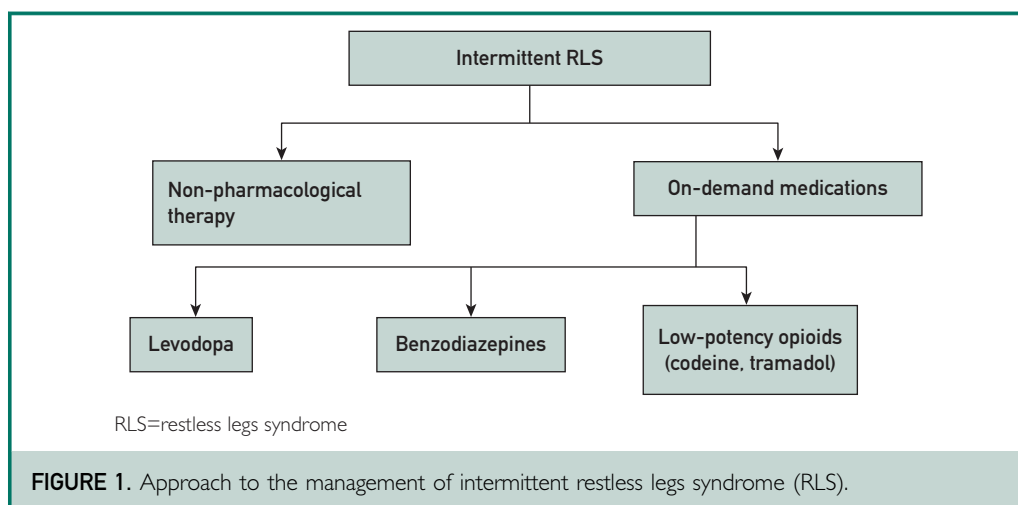 Intermittent RLS
Non-pharmacological
therapy
On-demand medications
Levodopa
Benzodiazepines
Low-potency opioids
(codeine, tramadol)
RLS=restless legs syndrome
FIGURE 1. Approach to the management of intermittent restless legs syndrome (RLS).